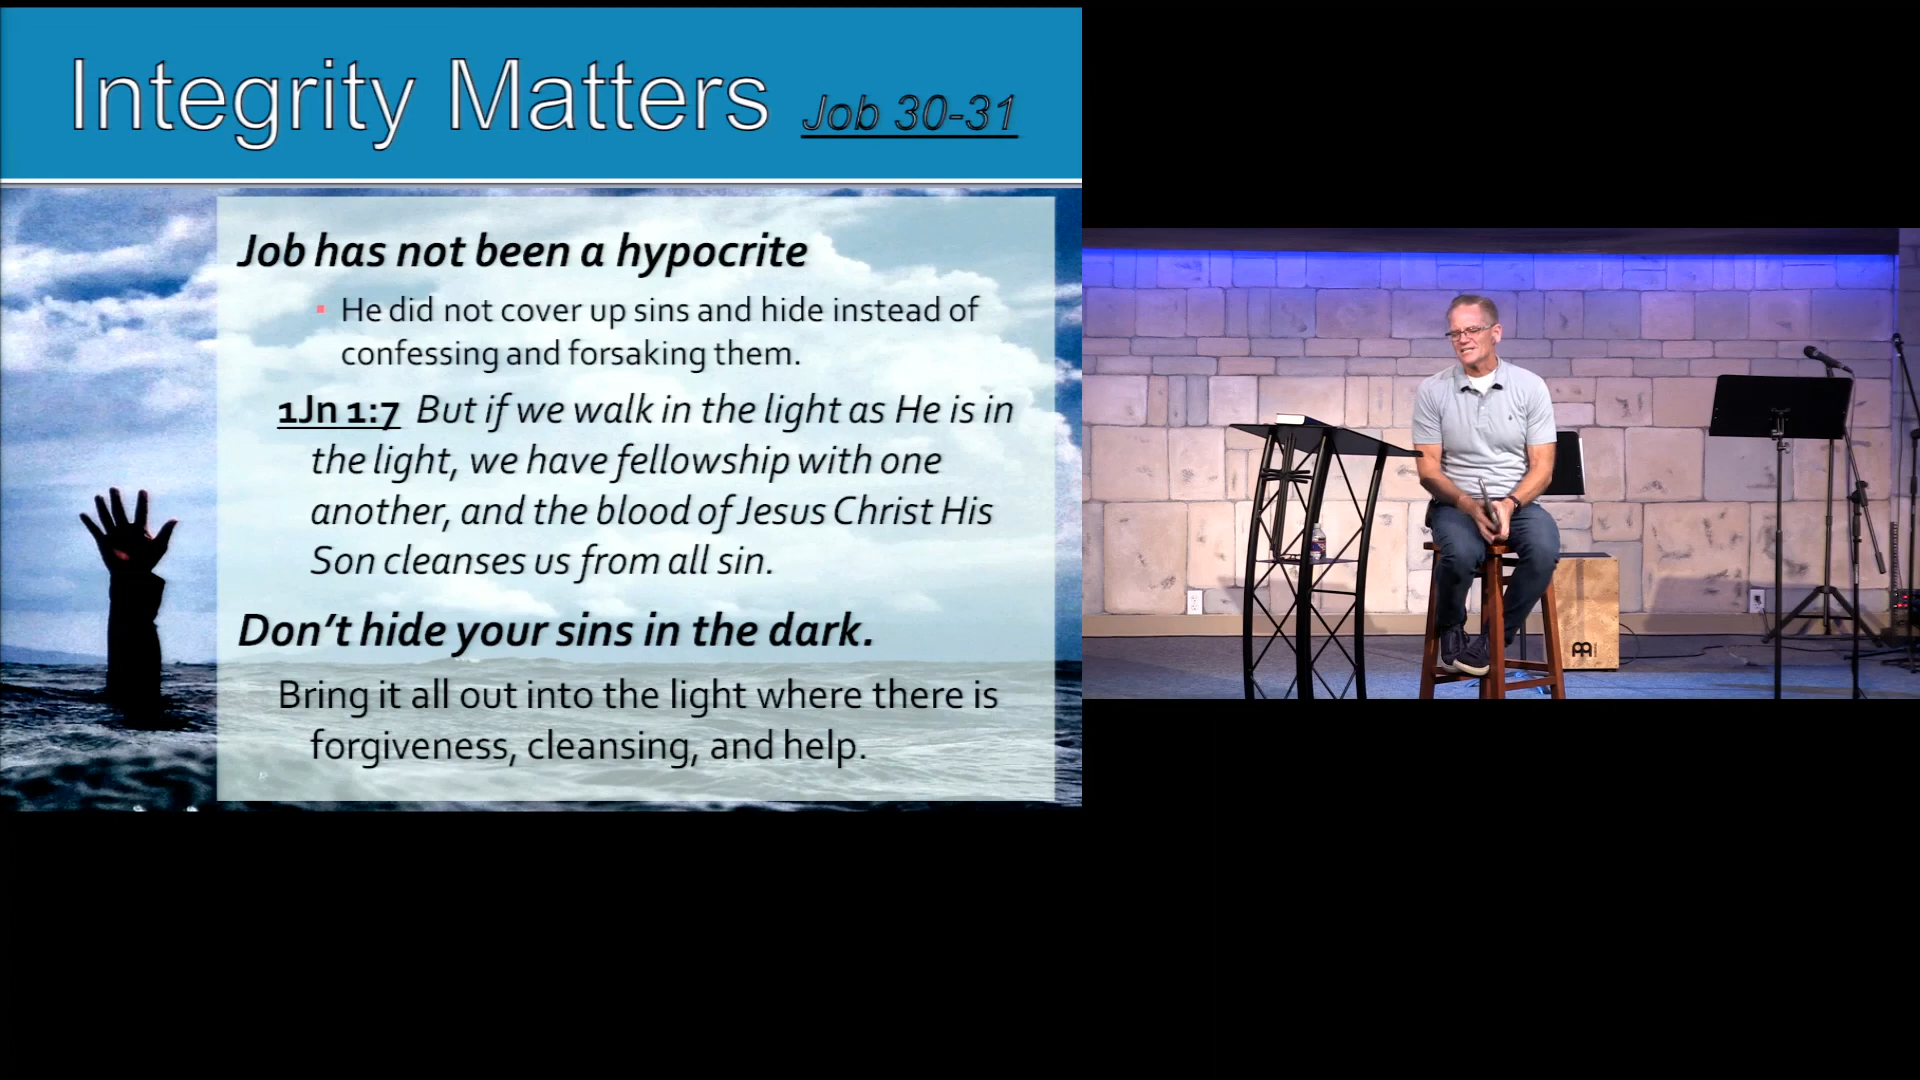 Integrity Matters Job 30-31
Job has not been a hypocrite
▪ He did not cover up sins and hide instead of
confessing and forsaking them.
1Jn 1:7 But if we walk in the light as He is in
the light, we have fellowship with one
another, and the blood of Jesus Christ His
Son cleanses us from all sin.
Don't hide your sins in the dark.
Bring it all out into the light where there is
forgiveness, cleansing, and help.